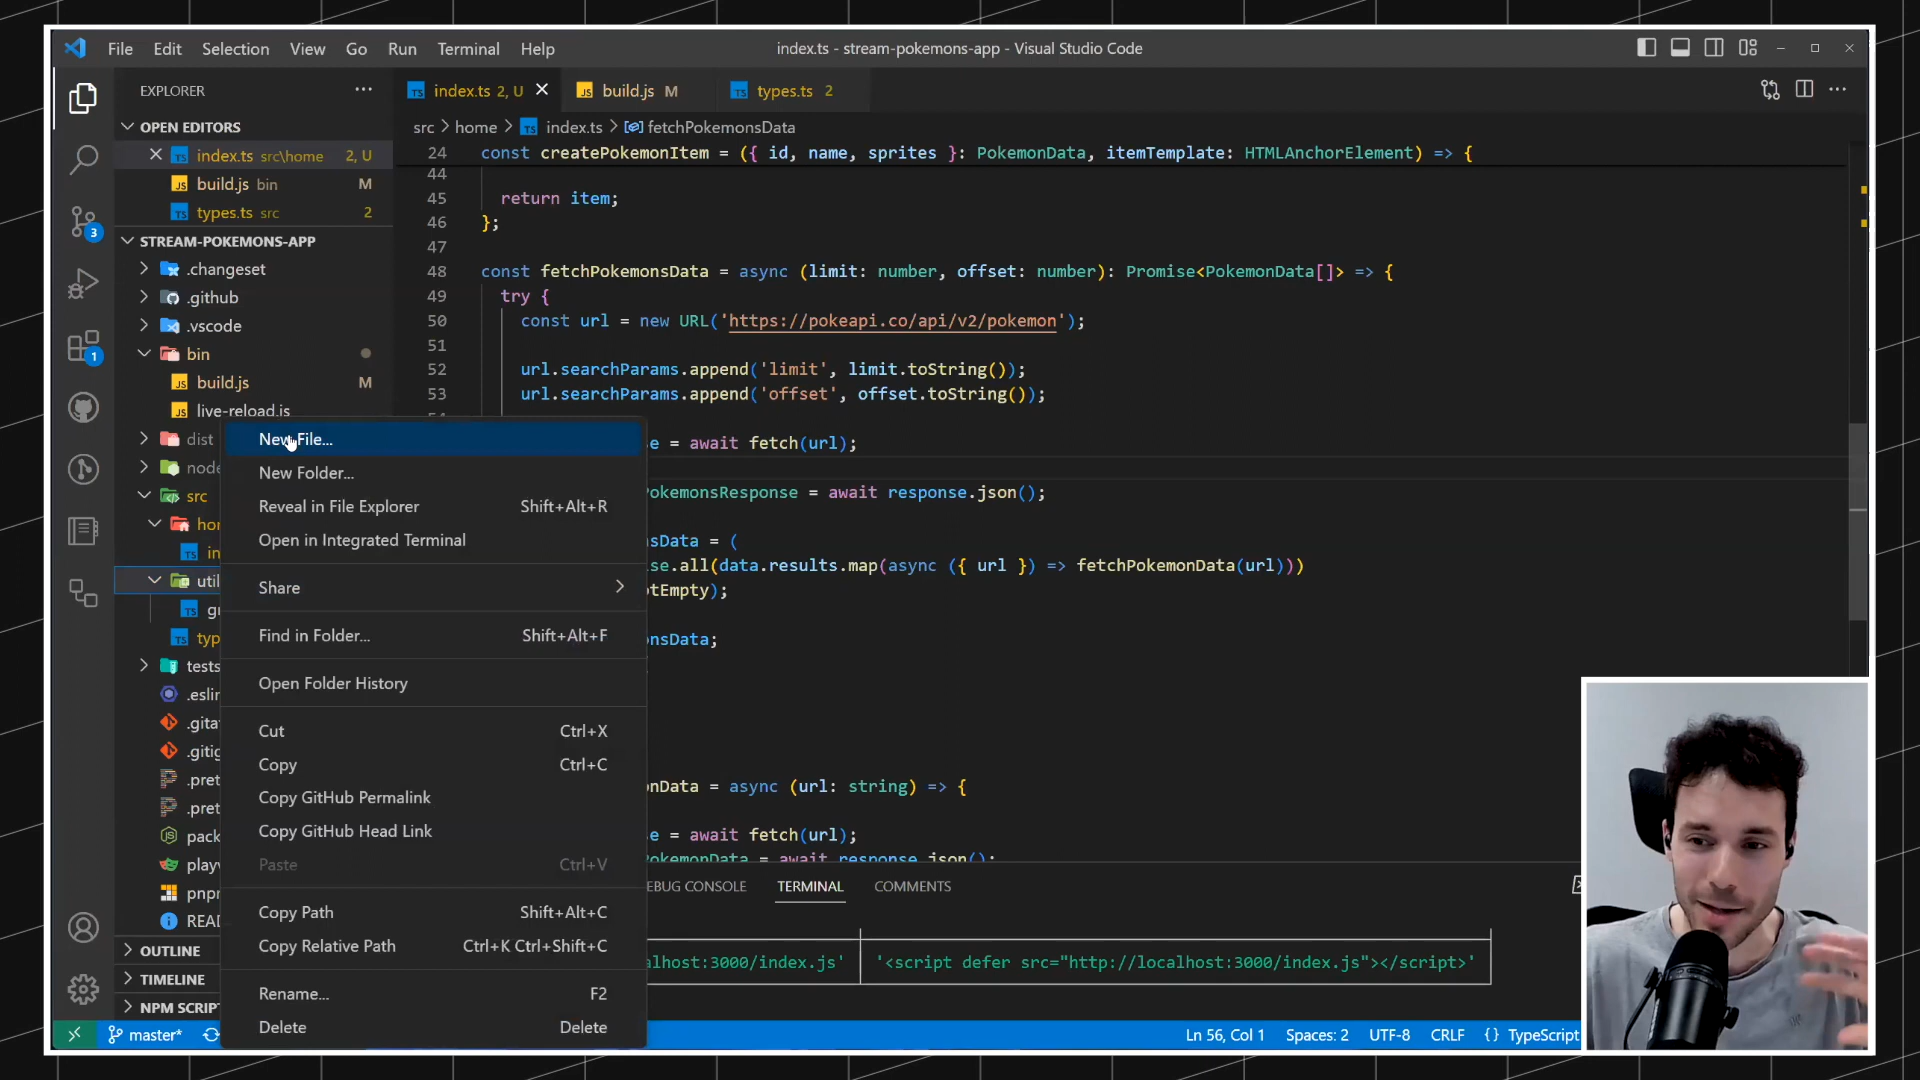 File Edit Selection View Go Run Terminal Help
index.ts - stream-pokemons-app - Visual Studio Code
EXPLORER
index.ts 2, U
build.js M
types.ts 2
OPEN EDITORS
index.ts src\home 2, U
build.js bin M
types.ts src 2
STREAM-POKEMONS-APP
.changeset
.github
.vscode
bin
build.js M
live-reload.js
dist
node
src
hor
in
util
gr
typ
tests
.eslin
.gita
.gitig
.pret
.pret
pack
playw
pnpr
READ
OUTLINE
TIMELINE
NPM SCRIP
3
1
src > home > index.ts > fetchPokemonsData
24 const createPokemonItem = ({ id, name, sprites }: PokemonData, itemTemplate: HTMLAnchorElement) => {
44
45 return item;
46 };
47
48 const fetchPokemonsData = async (limit: number, offset: number): Promise<PokemonData[]> => {
49 try {
50 const url = new URL('https://pokeapi.co/api/v2/pokemon');
51
52 url.searchParams.append('limit', limit.toString());
53 url.searchParams.append('offset', offset.toString());
e = await fetch(url);
PokemonsResponse = await response.json();
nsData = (
se.all(data.results.map(async ({ url }) => fetchPokemonData(url)))
otEmpty);
nsData;
onData = async (url: string) => {
e = await fetch(url);
PokemonData = await response.json();
New File...
New Folder...
Reveal in File Explorer Shift+Alt+R
Open in Integrated Terminal
Share
Find in Folder... Shift+Alt+F
Open Folder History
Cut Ctrl+X
Copy Ctrl+C
Copy GitHub Permalink
Copy GitHub Head Link
Paste Ctrl+V
Copy Path Shift+Alt+C
Copy Relative Path Ctrl+K Ctrl+Shift+C
Rename... F2
Delete Delete
EBUG CONSOLE TERMINAL COMMENTS
alhost:3000/index.js' '<script defer src="http://localhost:3000/index.js"></script>'
master*
Ln 56, Col 1 Spaces: 2 UTF-8 CRLF {} TypeScript